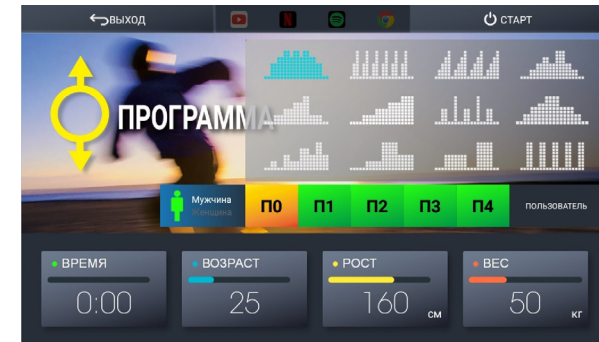 ВЫХОД
СТАРТ
ПРОГРАММА
Мужчина
Женщина
П0
П1
П2
П3
П4
ПОЛЬЗОВАТЕЛЬ
ВРЕМЯ
0:00
ВОЗРАСТ
25
РОСТ
160 см
ВЕС
50 кг